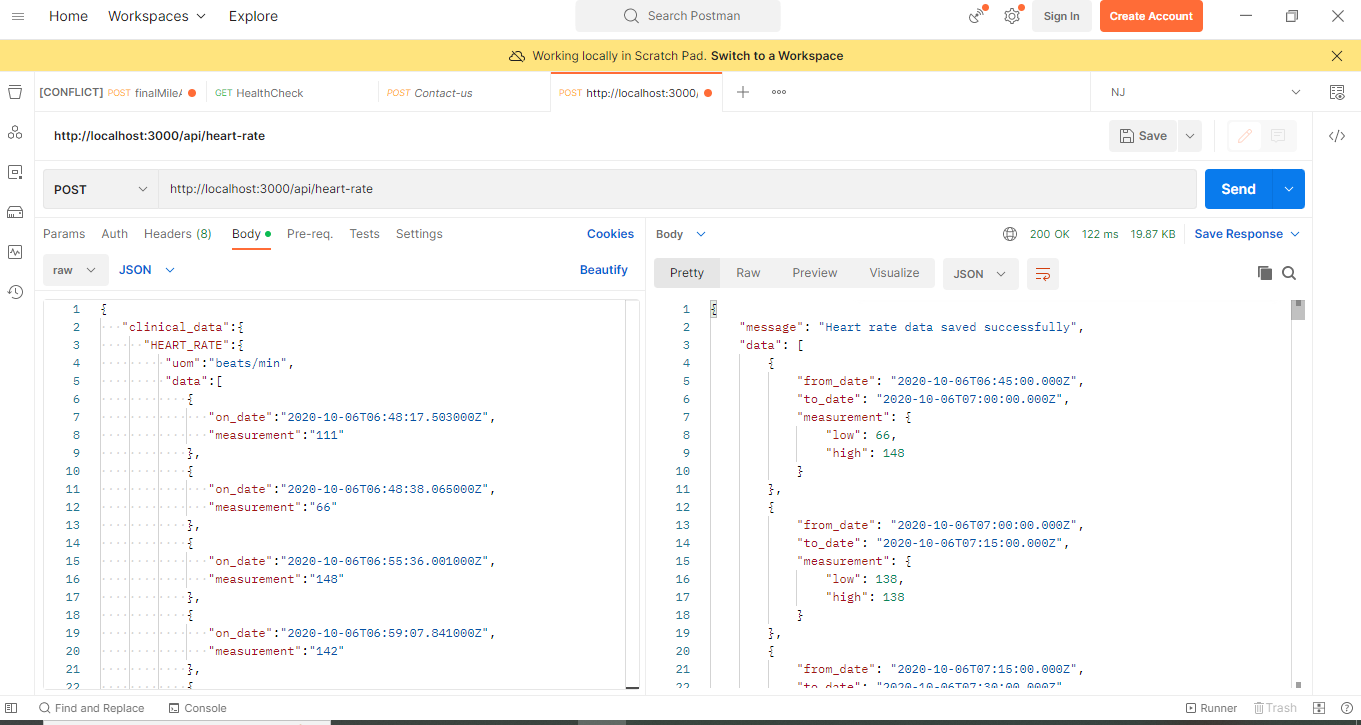 Home Workspaces Explore Search Postman Sign In Create Account
Working locally in Scratch Pad. Switch to a Workspace
[CONFLICT] POST finalMileA GET HealthCheck POST Contact-us POST http://localhost:3000/ NJ
http://localhost:3000/api/heart-rate Save
POST http://localhost:3000/api/heart-rate Send
Params Auth Headers (8) Body Pre-req. Tests Settings Cookies
raw JSON Beautify
1 {
2 "clinical_data":{
3 "HEART_RATE":{
4 "uom":"beats/min",
5 "data":[
6 {
7 "on_date":"2020-10-06T06:48:17.503000Z",
8 "measurement":"111"
9 },
10 {
11 "on_date":"2020-10-06T06:48:38.065000Z",
12 "measurement":"66"
13 },
14 {
15 "on_date":"2020-10-06T06:55:36.001000Z",
16 "measurement":"148"
17 },
18 {
19 "on_date":"2020-10-06T06:59:07.841000Z",
20 "measurement":"142"
21 },
22 {
Body 200 OK 122 ms 19.87 KB Save Response
Pretty Raw Preview Visualize JSON
1 {
2 "message": "Heart rate data saved successfully",
3 "data": [
4 {
5 "from_date": "2020-10-06T06:45:00.000Z",
6 "to_date": "2020-10-06T07:00:00.000Z",
7 "measurement": {
8 "low": 66,
9 "high": 148
10 }
11 },
12 {
13 "from_date": "2020-10-06T07:00:00.000Z",
14 "to_date": "2020-10-06T07:15:00.000Z",
15 "measurement": {
16 "low": 138,
17 "high": 138
18 }
19 },
20 {
21 "from_date": "2020-10-06T07:15:00.000Z",
22 "to_date": "2020-10-06T07:30:00.000Z"
Find and Replace Console Runner Trash